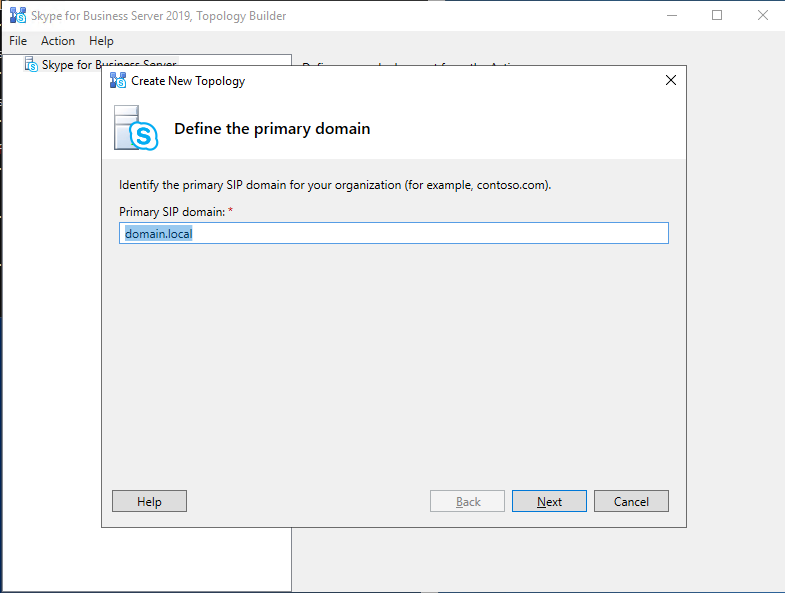 Skype for Business Server 2019, Topology Builder
File Action Help
Skype for Business Server
Create New Topology
Define the primary domain
Identify the primary SIP domain for your organization (for example, contoso.com).
Primary SIP domain: *
domain.local
Help Back Next Cancel